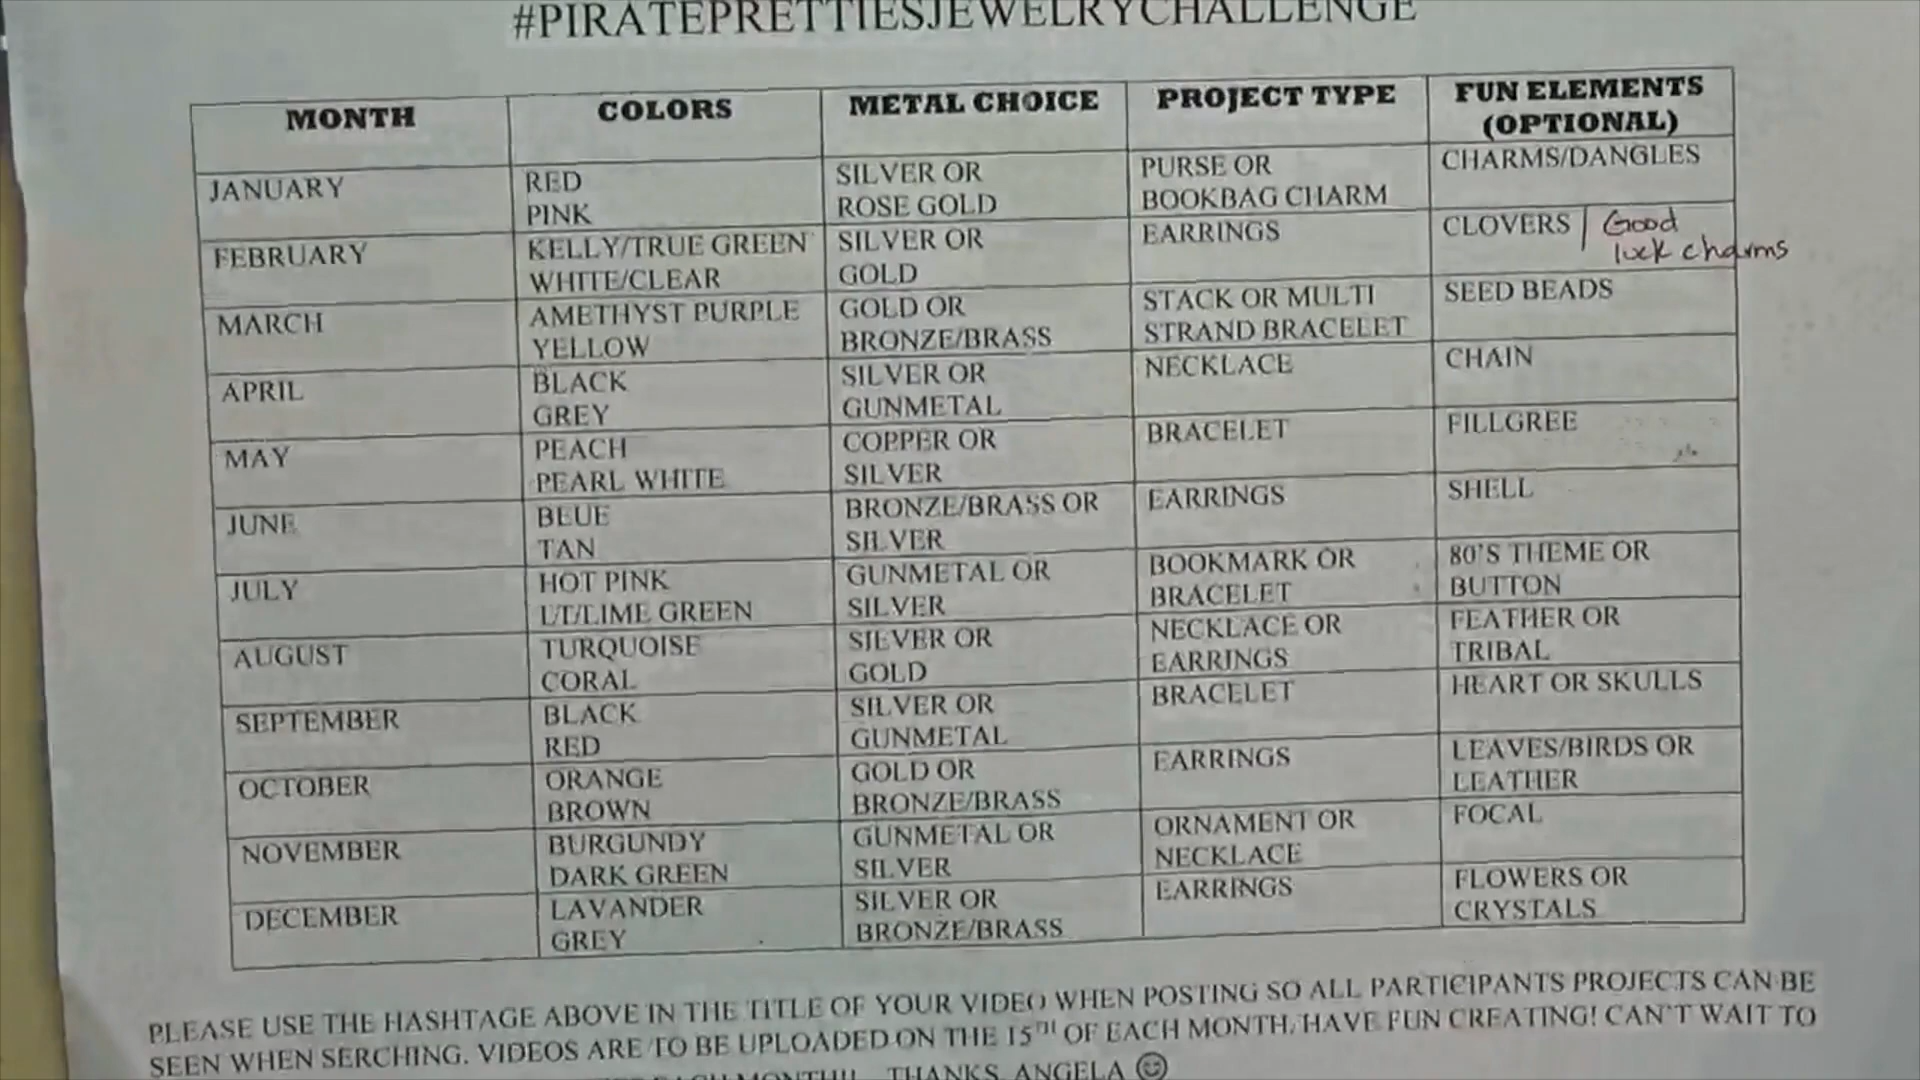 #PIRATEPRETTIESJEWELRYCHALLENGE
MONTH COLORS METAL CHOICE PROJECT TYPE FUN ELEMENTS (OPTIONAL)
JANUARY RED PINK SILVER OR ROSE GOLD PURSE OR BOOKBAG CHARM CHARMS/DANGLES
FEBRUARY KELLY/TRUE GREEN WHITE/CLEAR SILVER OR GOLD EARRINGS CLOVERS / Good luck charms
MARCH AMETHYST PURPLE YELLOW GOLD OR BRONZE/BRASS STACK OR MULTI STRAND BRACELET SEED BEADS
APRIL BLACK GREY SILVER OR GUNMETAL NECKLACE CHAIN
MAY PEACH PEARL WHITE COPPER OR SILVER BRACELET FILLGREE
JUNE BLUE TAN BRONZE/BRASS OR SILVER EARRINGS SHELL
JULY HOT PINK LT/LIME GREEN GUNMETAL OR SILVER BOOKMARK OR BRACELET 80'S THEME OR BUTTON
AUGUST TURQUOISE CORAL SILVER OR GOLD NECKLACE OR EARRINGS FEATHER OR TRIBAL
SEPTEMBER BLACK RED SILVER OR GUNMETAL BRACELET HEART OR SKULLS
OCTOBER ORANGE BROWN GOLD OR BRONZE/BRASS EARRINGS LEAVES/BIRDS OR LEATHER
NOVEMBER BURGUNDY DARK GREEN GUNMETAL OR SILVER ORNAMENT OR NECKLACE FOCAL
DECEMBER LAVANDER GREY SILVER OR BRONZE/BRASS EARRINGS FLOWERS OR CRYSTALS
PLEASE USE THE HASHTAGE ABOVE IN THE TITLE OF YOUR VIDEO WHEN POSTING SO ALL PARTICIPANTS PROJECTS CAN BE
SEEN WHEN SERCHING. VIDEOS ARE TO BE UPLOADED ON THE 15TH OF EACH MONTH. HAVE FUN CREATING! CAN'T WAIT TO
EACH MONTH!! THANKS, ANGELA ☺